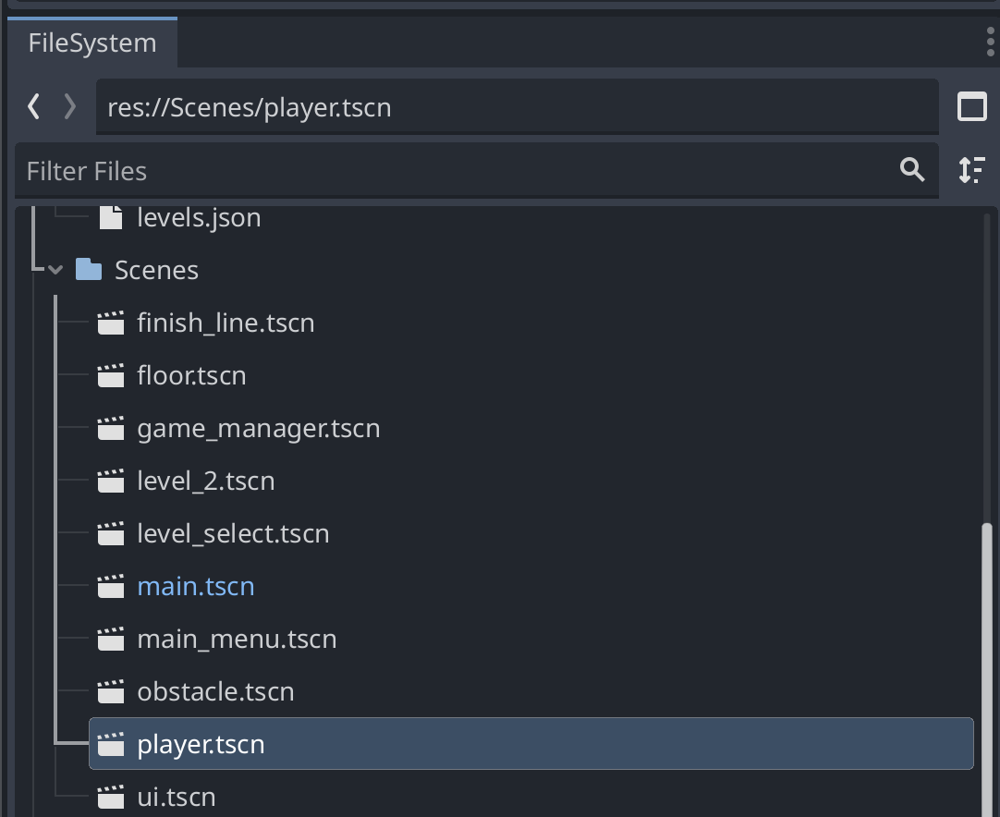 FileSystem
res://Scenes/player.tscn
Filter Files
levels.json
Scenes
finish_line.tscn
floor.tscn
game_manager.tscn
level_2.tscn
level_select.tscn
main.tscn
main_menu.tscn
obstacle.tscn
player.tscn
ui.tscn